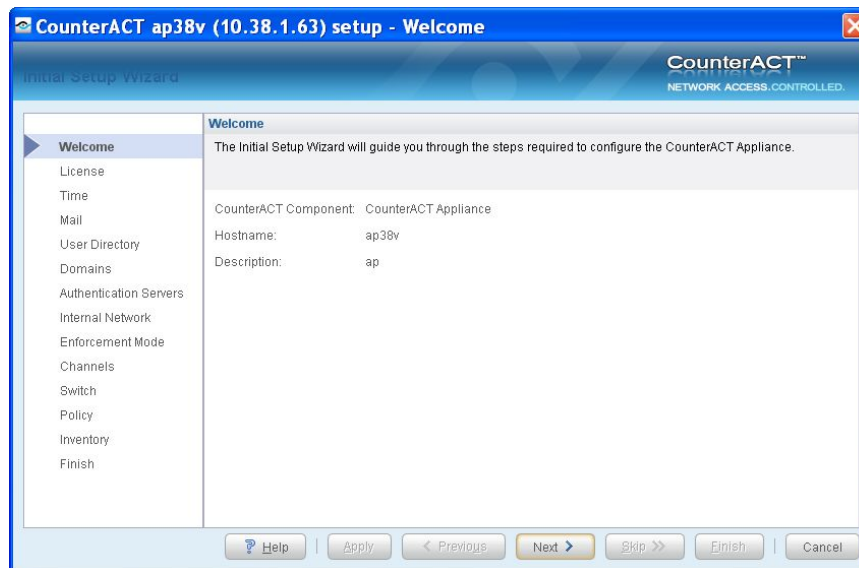 CounterACT ap38v (10.38.1.63) setup - Welcome
Initial Setup Wizard
CounterACT™
NETWORK ACCESS.CONTROLLED.
Welcome
License
Time
Mail
User Directory
Domains
Authentication Servers
Internal Network
Enforcement Mode
Channels
Switch
Policy
Inventory
Finish
Welcome
The Initial Setup Wizard will guide you through the steps required to configure the CounterACT Appliance.
CounterACT Component: CounterACT Appliance
Hostname: ap38v
Description: ap
? Help | Apply < Previous Next > Skip >> Finish | Cancel